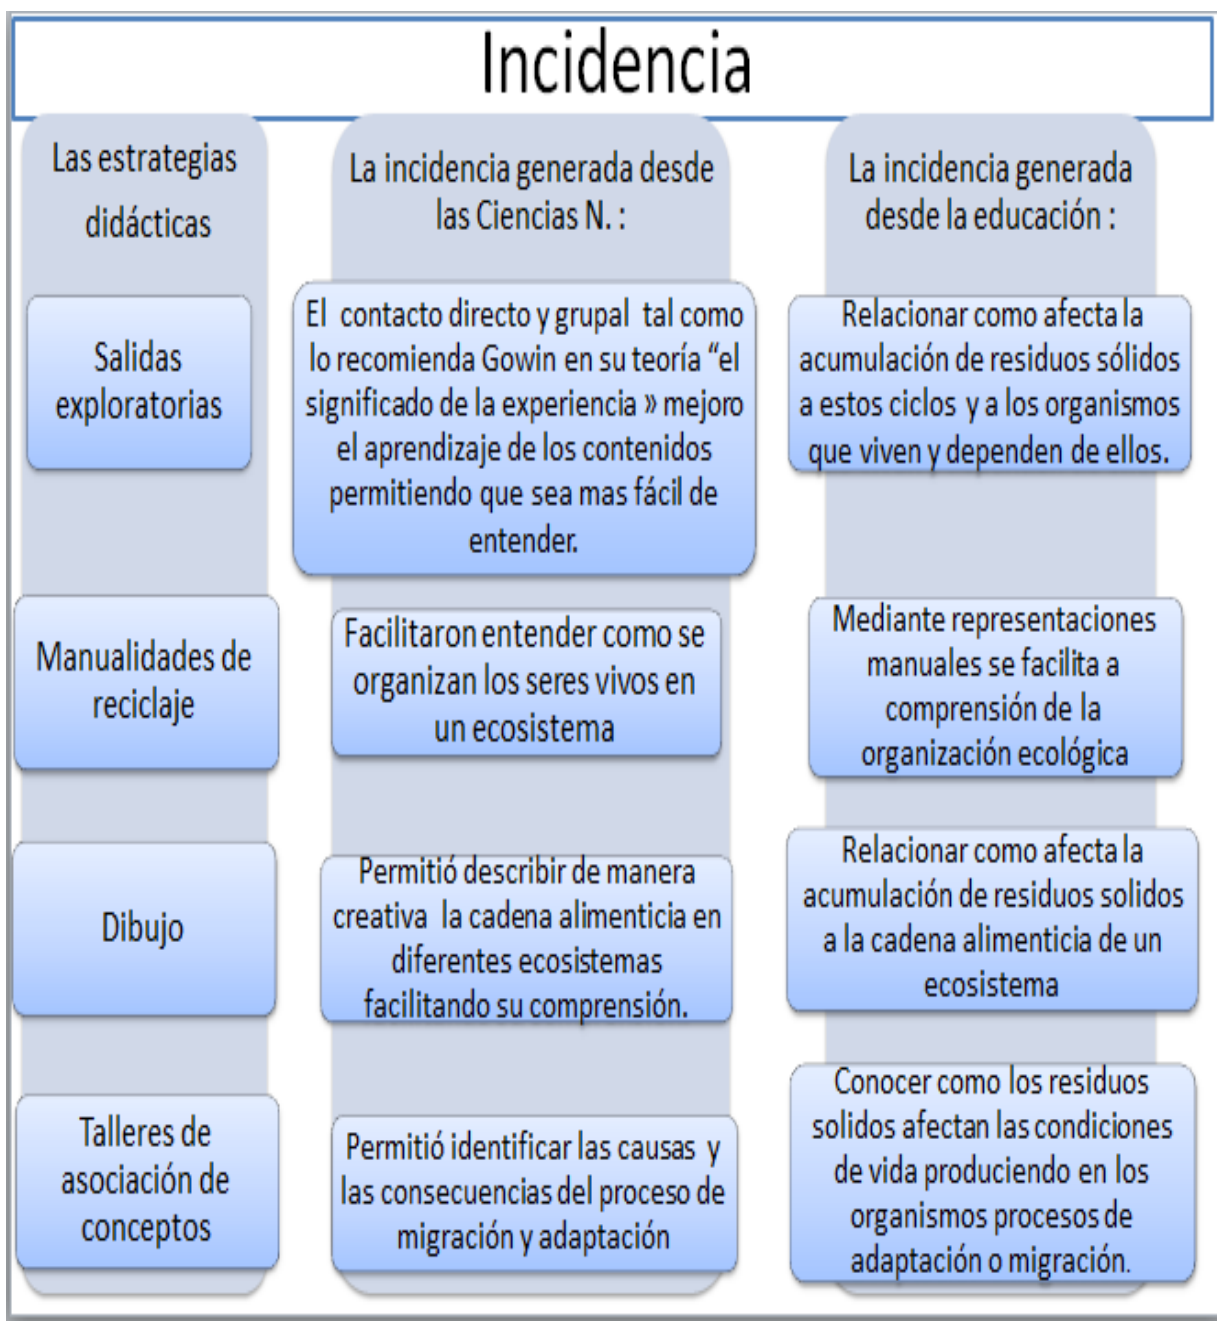 Incidencia
Las estrategias
didácticas
La incidencia generada desde
las Ciencias N. :
La incidencia generada
desde la educación :
Salidas
exploratorias
El contacto directo y grupal tal como
lo recomienda Gowin en su teoría “el
significado de la experiencia » mejoro
el aprendizaje de los contenidos
permitiendo que sea mas fácil de
entender.
Relacionar como afecta la
acumulación de residuos sólidos
a estos ciclos y a los organismos
que viven y dependen de ellos.
Manualidades de
reciclaje
Facilitaron entender como se
organizan los seres vivos en
un ecosistema
Mediante representaciones
manuales se facilita a
comprensión de la
organización ecológica
Dibujo
Permitió describir de manera
creativa la cadena alimenticia en
diferentes ecosistemas
facilitando su comprensión.
Relacionar como afecta la
acumulación de residuos solidos
a la cadena alimenticia de un
ecosistema
Talleres de
asociación de
conceptos
Permitió identificar las causas y
las consecuencias del proceso de
migración y adaptación
Conocer como los residuos
solidos afectan las condiciones
de vida produciendo en los
organismos procesos de
adaptación o migración.